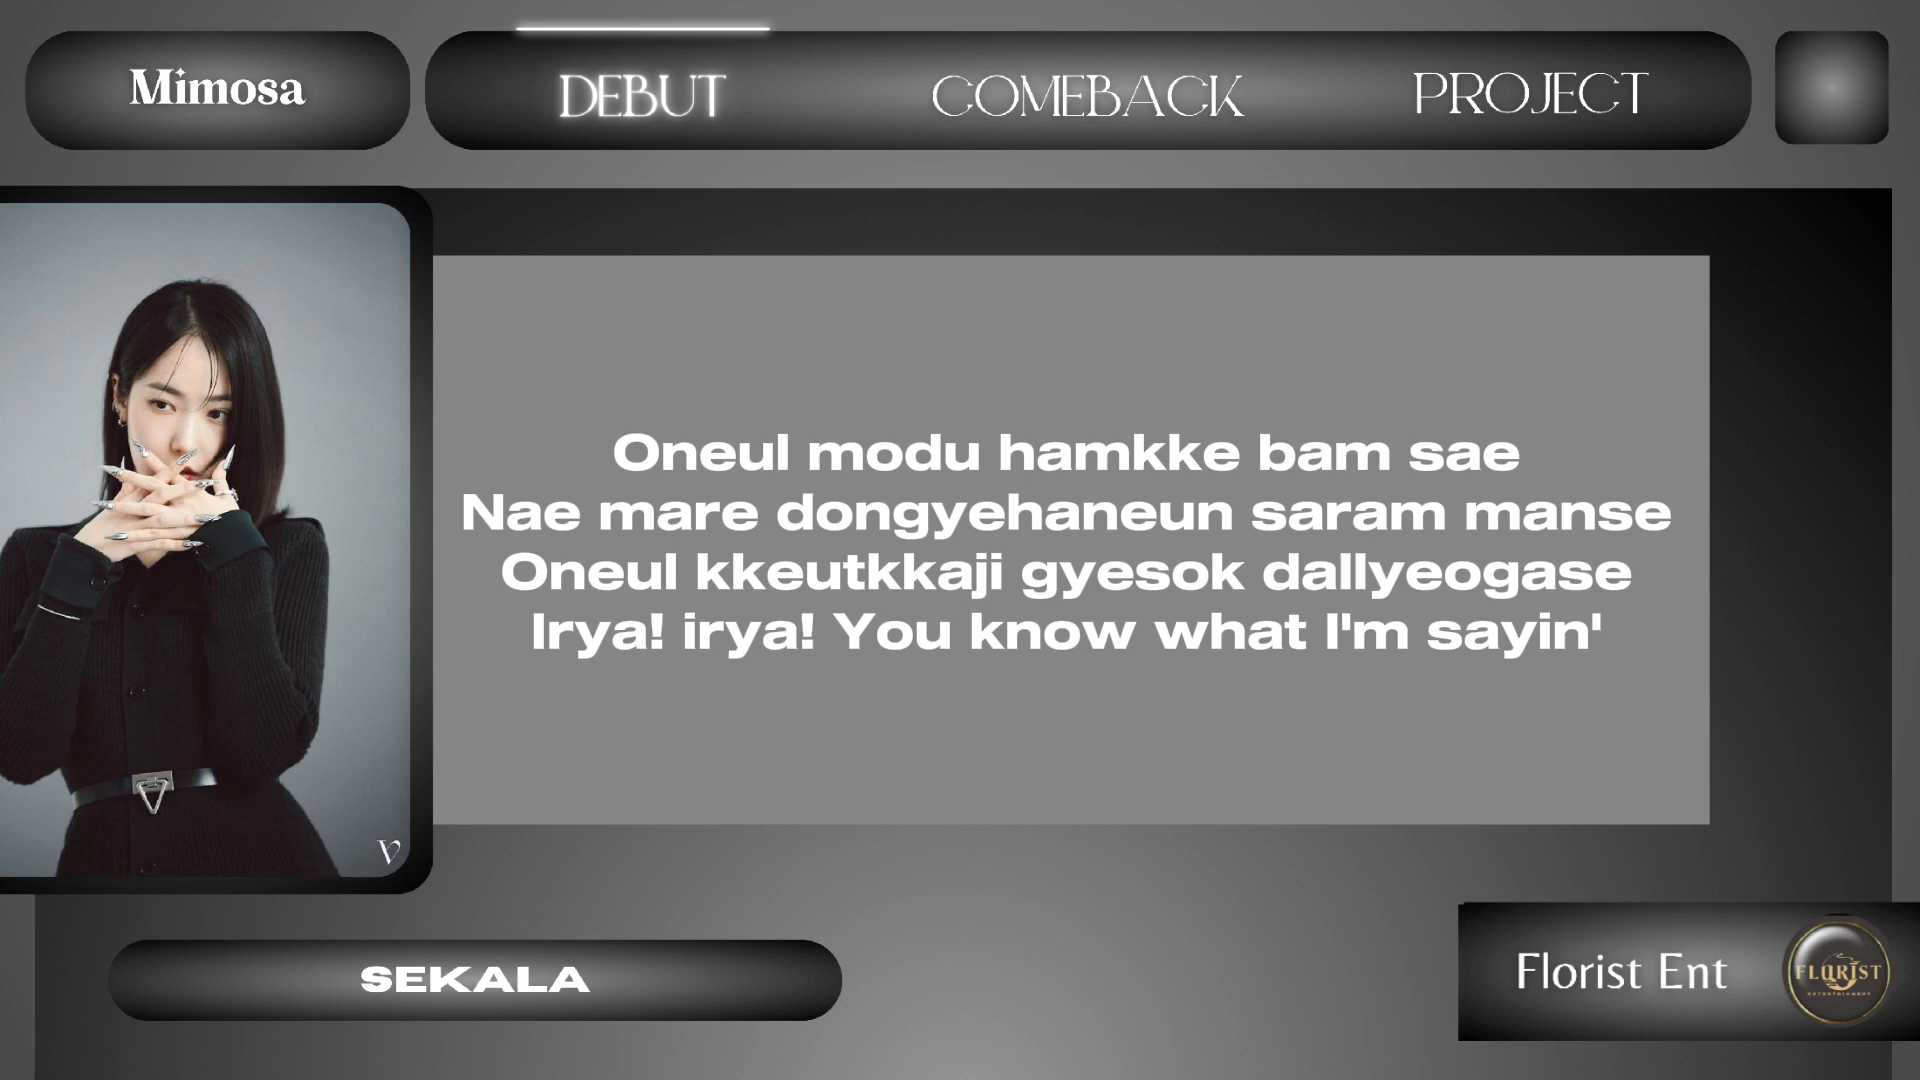 Mimosa
DEBUT
COMEBACK
PROJECT
Oneul modu hamkke bam sae
Nae mare dongyehaneun saram manse
Oneul kkeutkkaji gyesok dallyeogase
Irya! irya! You know what I'm sayin'
V
SEKALA
Florist Ent
FLORIST
ENTERTAINMENT